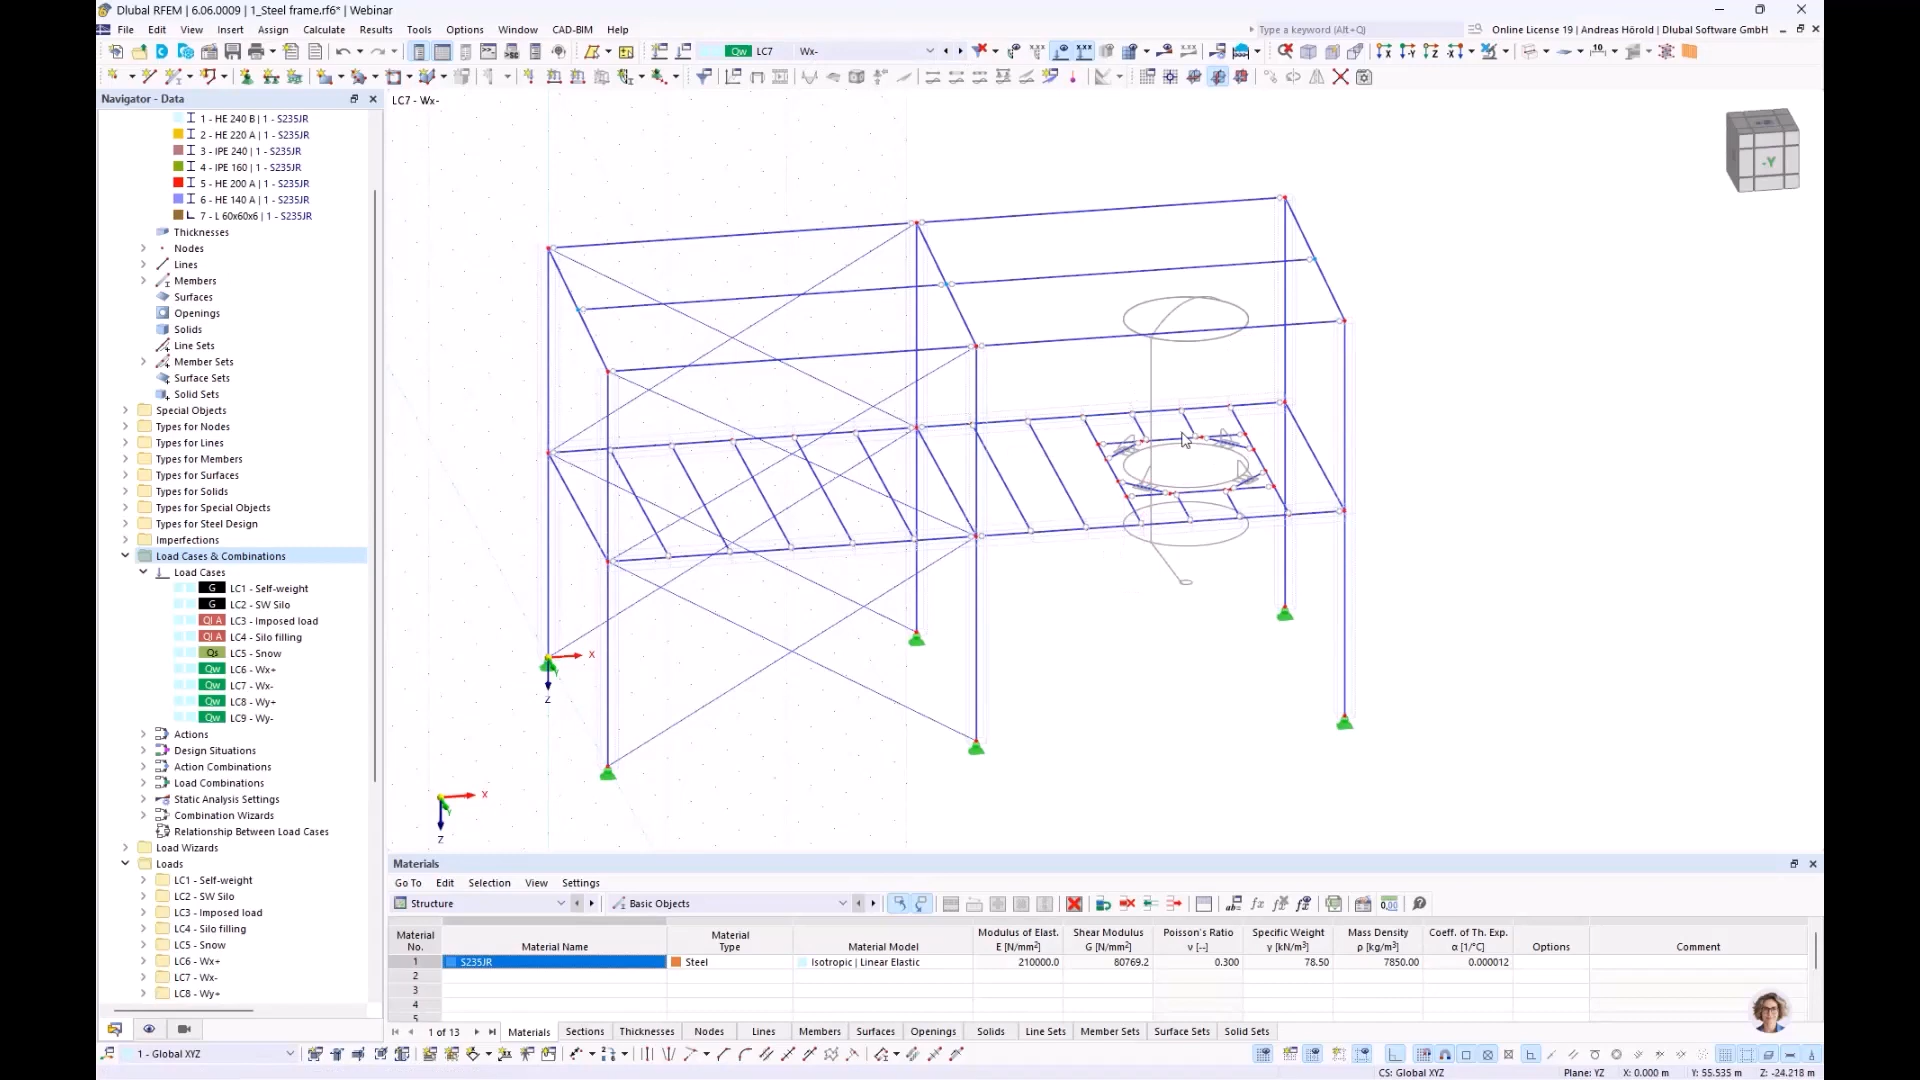 Dlubal RFEM | 6.06.0009 | 1_Steel frame.rf6* | Webinar
File Edit View Insert Assign Calculate Results Tools Options Window CAD-BIM Help
Type a keyword (Alt+Q)
Online License 19 | Andreas Hörold | Dlubal Software GmbH
Qw LC7 Wx-
Navigator - Data
1 - HE 240 B | 1 - S235JR
2 - HE 220 A | 1 - S235JR
3 - IPE 240 | 1 - S235JR
4 - IPE 160 | 1 - S235JR
5 - HE 200 A | 1 - S235JR
6 - HE 140 A | 1 - S235JR
7 - L 60x60x6 | 1 - S235JR
Thicknesses
Nodes
Lines
Members
Surfaces
Openings
Solids
Line Sets
Member Sets
Surface Sets
Solid Sets
Special Objects
Types for Nodes
Types for Lines
Types for Members
Types for Surfaces
Types for Solids
Types for Special Objects
Types for Steel Design
Imperfections
Load Cases & Combinations
Load Cases
G LC1 - Self-weight
G LC2 - SW Silo
QI A LC3 - Imposed load
QI A LC4 - Silo filling
Qs LC5 - Snow
Qw LC6 - Wx+
Qw LC7 - Wx-
Qw LC8 - Wy+
Qw LC9 - Wy-
Actions
Design Situations
Action Combinations
Load Combinations
Static Analysis Settings
Combination Wizards
Relationship Between Load Cases
Load Wizards
Loads
LC1 - Self-weight
LC2 - SW Silo
LC3 - Imposed load
LC4 - Silo filling
LC5 - Snow
LC6 - Wx+
LC7 - Wx-
LC8 - Wy+
LC7 - Wx-
-Y
X
Z
X
Y
Z
Materials
Go To Edit Selection View Settings
Structure
Basic Objects
Material No.
Material Name
Material Type
Material Model
Modulus of Elast. E [N/mm²]
Shear Modulus G [N/mm²]
Poisson's Ratio ν [--]
Specific Weight γ [kN/m³]
Mass Density ρ [kg/m³]
Coeff. of Th. Exp. α [1/°C]
Options
Comment
1 S235JR Steel Isotropic | Linear Elastic 210000.0 80769.2 0.300 78.50 7850.00 0.000012
2
3
4
5
1 of 13
Materials Sections Thicknesses Nodes Lines Members Surfaces Openings Solids Line Sets Member Sets Surface Sets Solid Sets
1 - Global XYZ
CS: Global XYZ
Plane: YZ
X: 0.000 m Y: 55.535 m Z: -24.218 m